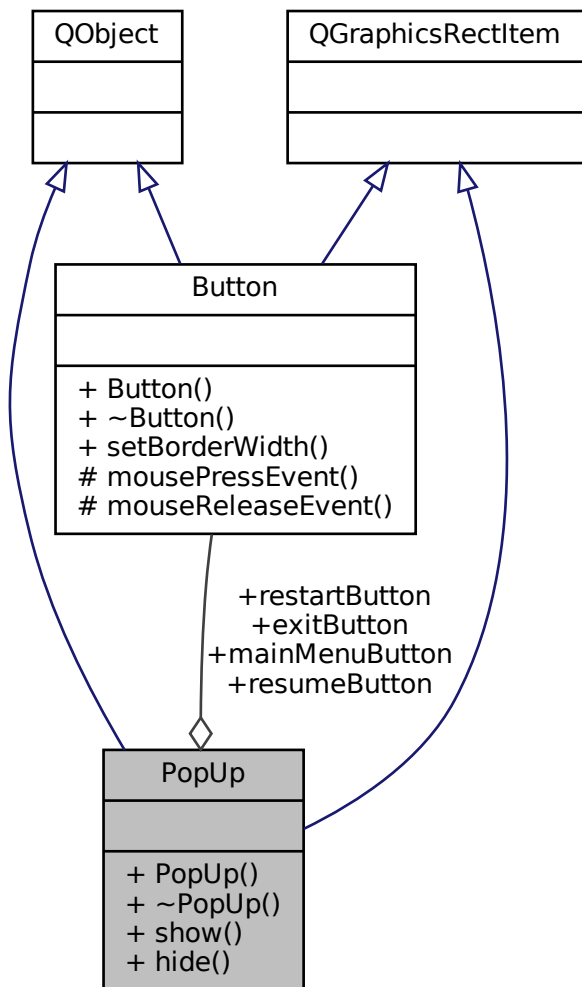 QObject
QGraphicsRectItem
Button
+ Button()
+ ~Button()
+ setBorderWidth()
# mousePressEvent()
# mouseReleaseEvent()
+restartButton
+exitButton
+mainMenuButton
+resumeButton
PopUp
+ PopUp()
+ ~PopUp()
+ show()
+ hide()